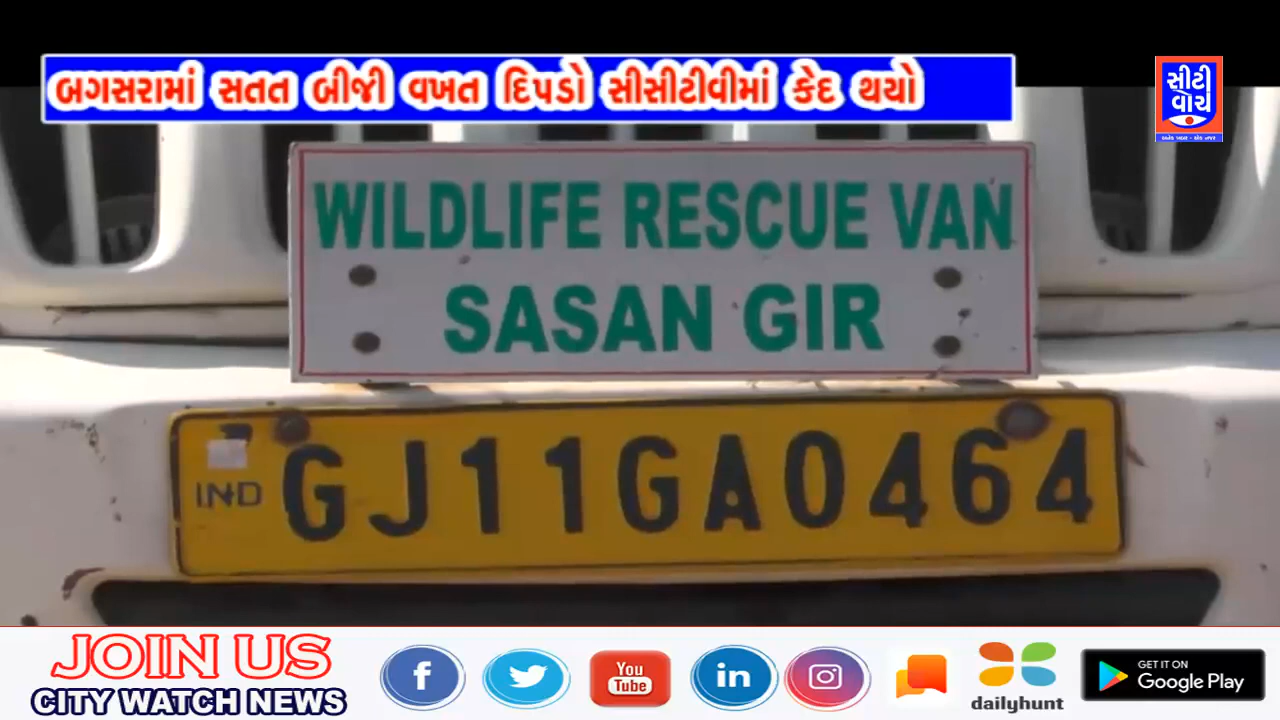 બગસરામાં સતત બીજી વખત દિપડો સીસીટીવીમાં કેદ થયો
સીટી
વોચ
WILDLIFE RESCUE VAN
SASAN GIR
IND GJ11GA0464
JOIN US
CITY WATCH NEWS
You
Tube
in
dailyhunt
GET IT ON
Google Play